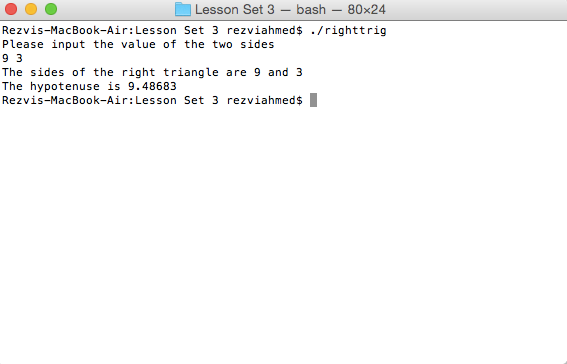 Lesson Set 3 — bash — 80×24
Rezvis-MacBook-Air:Lesson Set 3 rezviahmed$ ./righttrig
Please input the value of the two sides
9 3
The sides of the right triangle are 9 and 3
The hypotenuse is 9.48683
Rezvis-MacBook-Air:Lesson Set 3 rezviahmed$